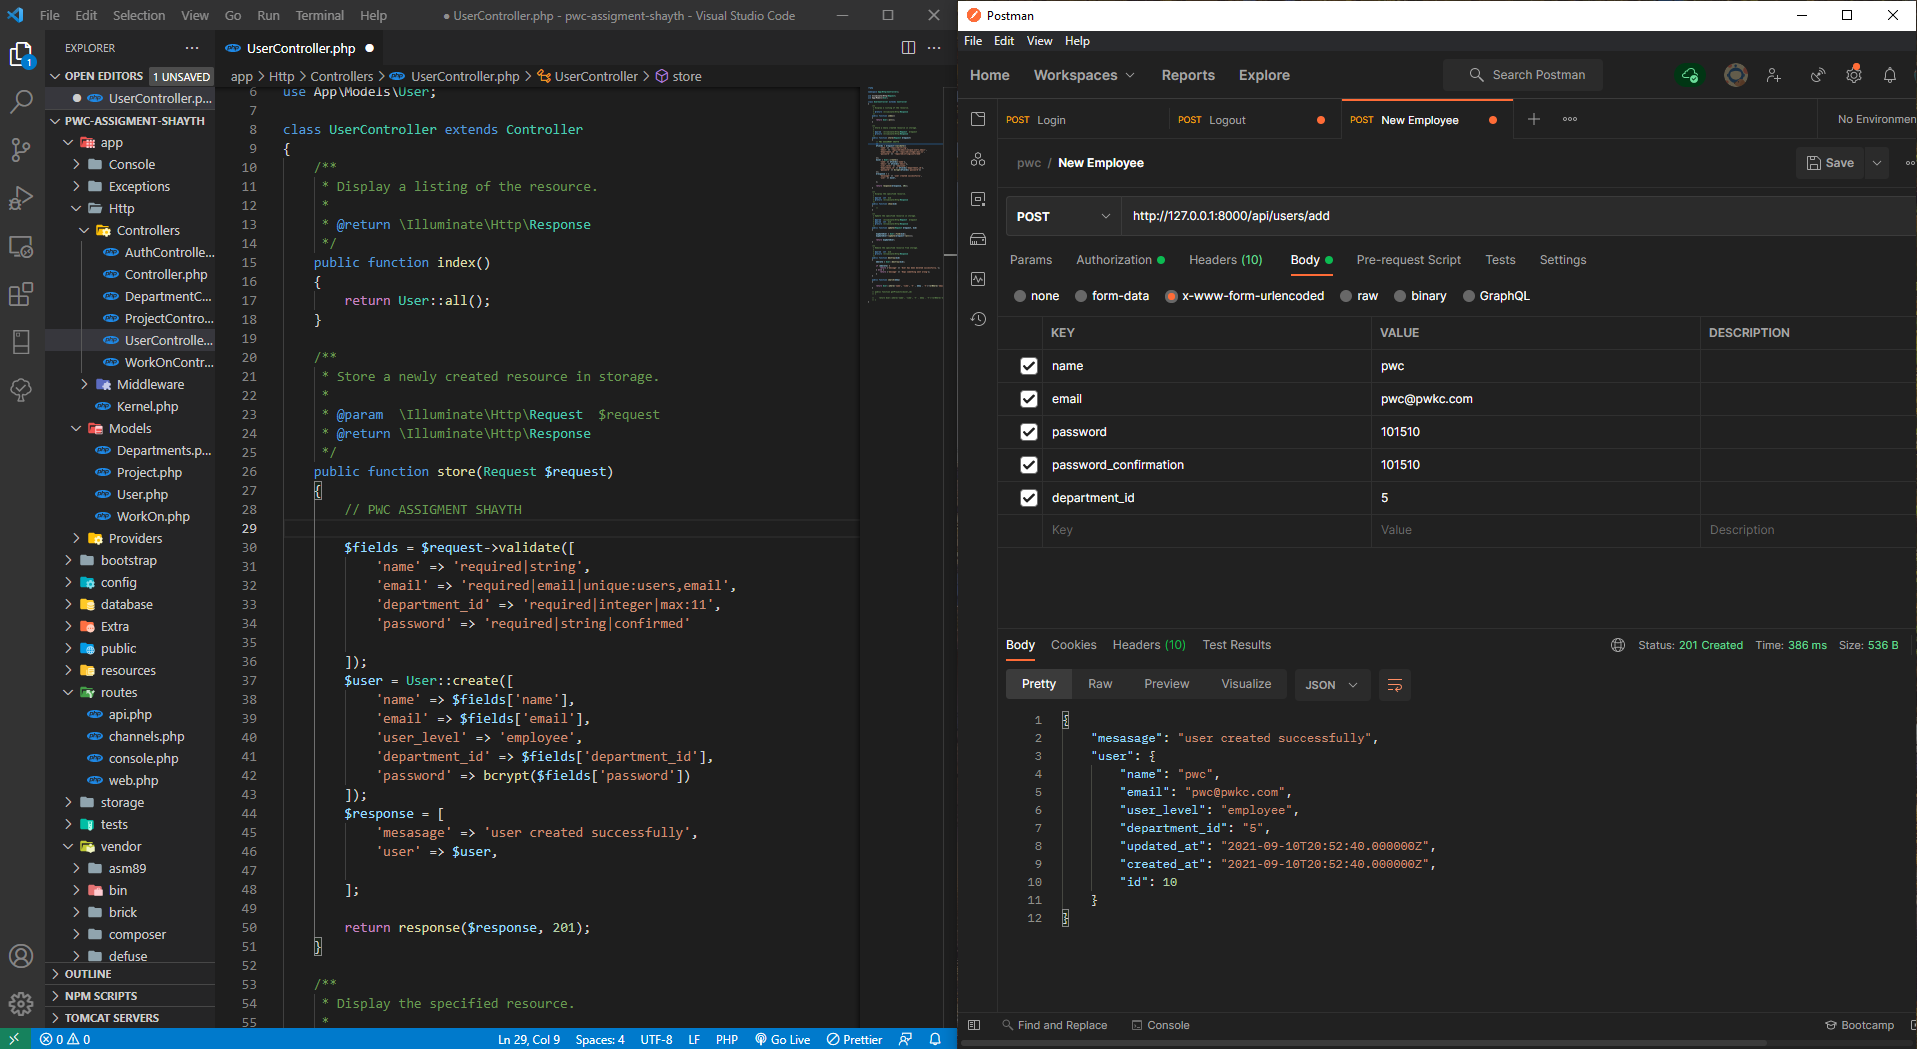 File Edit Selection View Go Run Terminal Help
● UserController.php - pwc-assigment-shayth - Visual Studio Code
EXPLORER
OPEN EDITORS 1 UNSAVED
UserController.p...
PWC-ASSIGMENT-SHAYTH
app
Console
Exceptions
Http
Controllers
AuthControlle...
Controller.php
DepartmentC...
ProjectContro...
UserControlle...
WorkOnContr...
Middleware
Kernel.php
Models
Departments.p...
Project.php
User.php
WorkOn.php
Providers
bootstrap
config
database
Extra
public
resources
routes
api.php
channels.php
console.php
web.php
storage
tests
vendor
asm89
bin
brick
composer
defuse
OUTLINE
NPM SCRIPTS
TOMCAT SERVERS
UserController.php
app > Http > Controllers > UserController.php > UserController > store
6 use App\Models\User;
7
8 class UserController extends Controller
9 {
10 /**
11 * Display a listing of the resource.
12 *
13 * @return \Illuminate\Http\Response
14 */
15 public function index()
16 {
17 return User::all();
18 }
19
20 /**
21 * Store a newly created resource in storage.
22 *
23 * @param \Illuminate\Http\Request $request
24 * @return \Illuminate\Http\Response
25 */
26 public function store(Request $request)
27 {
28 // PWC ASSIGMENT SHAYTH
29
30 $fields = $request->validate([
31 'name' => 'required|string',
32 'email' => 'required|email|unique:users,email',
33 'department_id' => 'required|integer|max:11',
34 'password' => 'required|string|confirmed'
35
36 ]);
37 $user = User::create([
38 'name' => $fields['name'],
39 'email' => $fields['email'],
40 'user_level' => 'employee',
41 'department_id' => $fields['department_id'],
42 'password' => bcrypt($fields['password'])
43 ]);
44 $response = [
45 'mesasage' => 'user created successfully',
46 'user' => $user,
47
48 ];
49
50 return response($response, 201);
51 }
52
53 /**
54 * Display the specified resource.
55 *
0 0 Ln 29, Col 9 Spaces: 4 UTF-8 LF PHP Go Live Prettier
Postman
File Edit View Help
Home Workspaces Reports Explore Search Postman
POST Login POST Logout POST New Employee No Environmen
pwc / New Employee Save
POST http://127.0.0.1:8000/api/users/add
Params Authorization Headers (10) Body Pre-request Script Tests Settings
none form-data x-www-form-urlencoded raw binary GraphQL
KEY VALUE DESCRIPTION
name pwc
email pwc@pwkc.com
password 101510
password_confirmation 101510
department_id 5
Key Value Description
Body Cookies Headers (10) Test Results Status: 201 Created Time: 386 ms Size: 536 B
Pretty Raw Preview Visualize JSON
1 {
2 "mesasage": "user created successfully",
3 "user": {
4 "name": "pwc",
5 "email": "pwc@pwkc.com",
6 "user_level": "employee",
7 "department_id": "5",
8 "updated_at": "2021-09-10T20:52:40.000000Z",
9 "created_at": "2021-09-10T20:52:40.000000Z",
10 "id": 10
11 }
12 }
Find and Replace Console Bootcamp